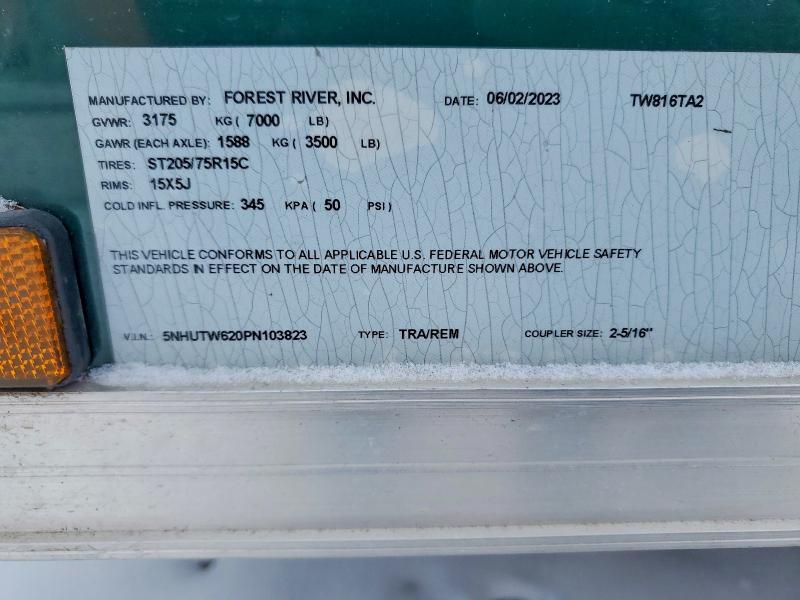 MANUFACTURED BY: FOREST RIVER, INC. DATE: 06/02/2023 TW816TA2
GVWR: 3175 KG ( 7000 LB)
GAWR (EACH AXLE): 1588 KG ( 3500 LB)
TIRES: ST205/75R15C
RIMS: 15X5J
COLD INFL. PRESSURE: 345 KPA ( 50 PSI )
THIS VEHICLE CONFORMS TO ALL APPLICABLE U.S. FEDERAL MOTOR VEHICLE SAFETY
STANDARDS IN EFFECT ON THE DATE OF MANUFACTURE SHOWN ABOVE.
V.I.N.: 5NHUTW620PN103823 TYPE: TRA/REM COUPLER SIZE: 2-5/16"